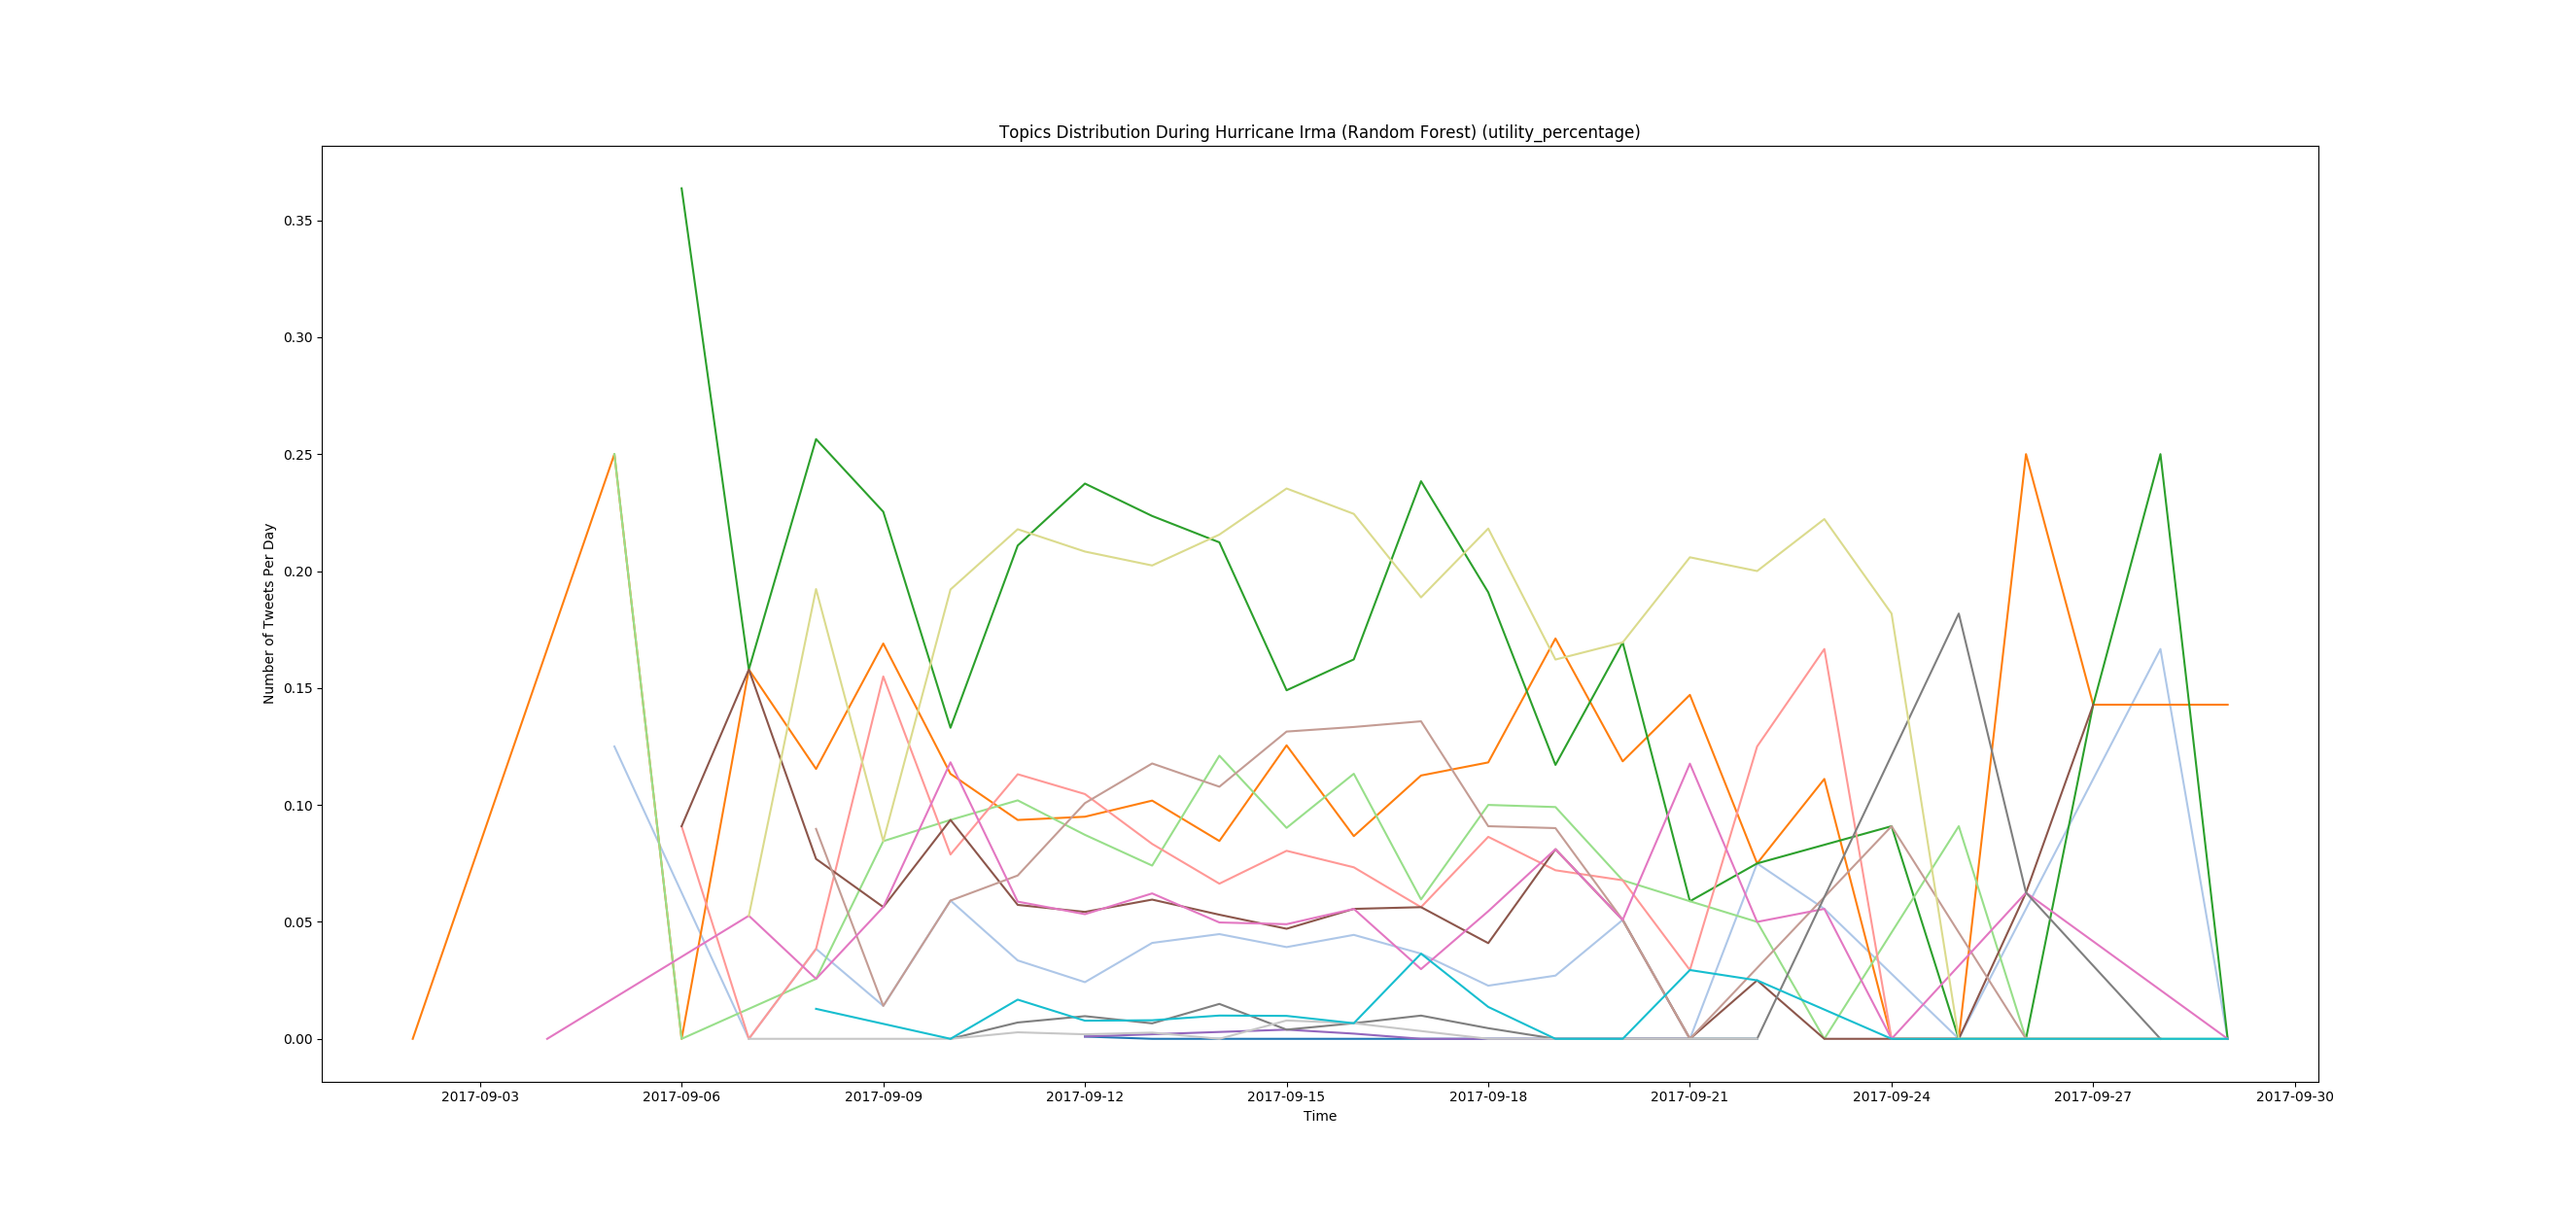 Topics Distribution During Hurricane Irma (Random Forest) (utility_percentage)
Number of Tweets Per Day
0.35
0.30
0.25
0.20
0.15
0.10
0.05
0.00
2017-09-03 2017-09-06 2017-09-09 2017-09-12 2017-09-15 2017-09-18 2017-09-21 2017-09-24 2017-09-27 2017-09-30
Time